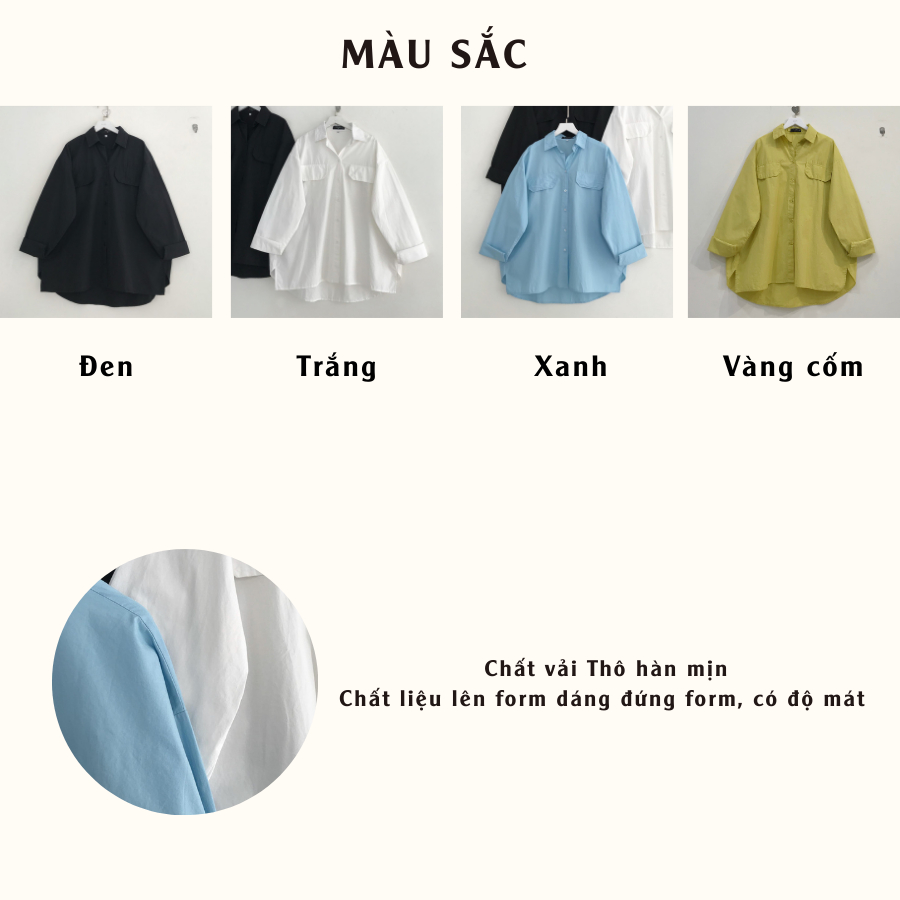 MÀU SẮC
Đen
Trắng
Xanh
Vàng cốm
Chất vải Thô hàn mịn
Chất liệu lên form dáng đứng form, có độ mát